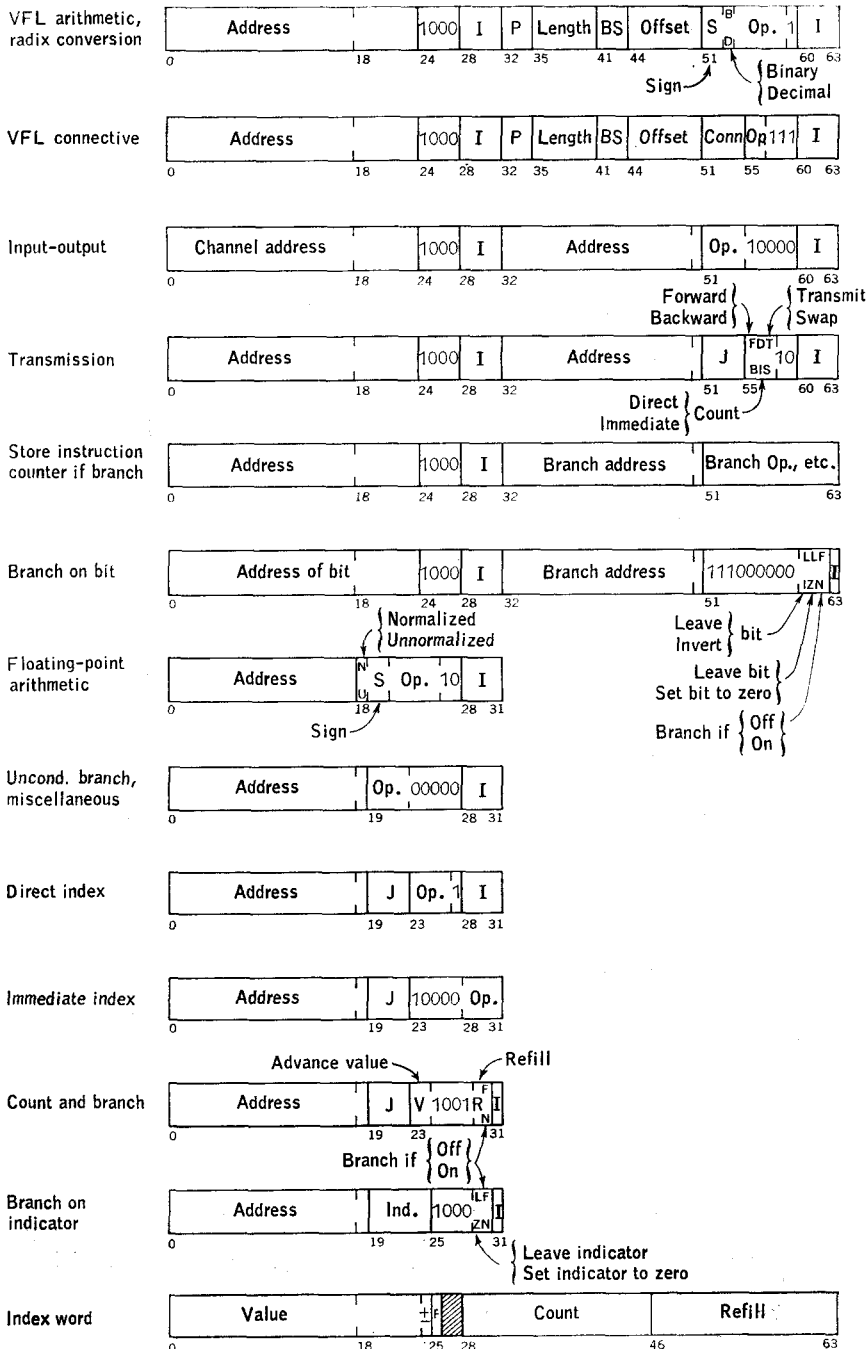 VFL arithmetic, radix conversion
Address 1000 I P Length BS Offset S B D Op. 1 I
0 18 24 28 32 35 41 44 51 60 63
Sign
Binary
Decimal
VFL connective
Address 1000 I P Length BS Offset Conn Op 111 I
0 18 24 28 32 35 41 44 51 55 60 63
Input-output
Channel address 1000 I Address Op. 10000 I
0 18 24 28 32 51 60 63
Forward
Backward
Transmit
Swap
Transmission
Address 1000 I Address J FDT BIS 10 I
0 18 24 28 32 51 55 60 63
Direct
Immediate
Count
Store instruction counter if branch
Address 1000 I Branch address Branch Op., etc.
0 18 24 28 32 51 63
Branch on bit
Address of bit 1000 I Branch address 111000000 LLF IZN I
0 18 24 28 32 51 63
Leave
Invert
bit
Leave bit
Set bit to zero
Branch if Off On
Normalized
Unnormalized
Floating-point arithmetic
Address N U S Op. 10 I
0 18 28 31
Sign
Uncond. branch, miscellaneous
Address Op. 00000 I
0 19 28 31
Direct index
Address J Op. 1 I
0 19 23 28 31
Immediate index
Address J 10000 Op.
0 19 23 28 31
Advance value
Refill
Count and branch
Address J V 1001 R F N I
0 19 23 31
Branch if Off On
Branch on indicator
Address Ind. 1000 LF ZN I
0 19 25 28 31
Leave indicator
Set indicator to zero
Index word
Value ± F Count Refill
0 18 25 28 46 63